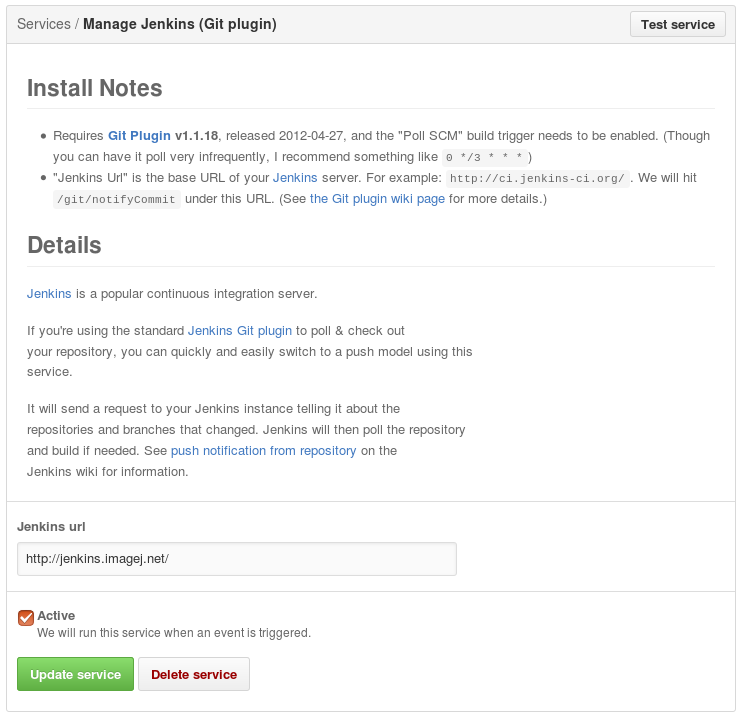 Services / Manage Jenkins (Git plugin)
Test service
Install Notes
Requires Git Plugin v1.1.18, released 2012-04-27, and the "Poll SCM" build trigger needs to be enabled. (Though
you can have it poll very infrequently, I recommend something like 0 */3 * * * )
"Jenkins Url" is the base URL of your Jenkins server. For example: http://ci.jenkins-ci.org/ . We will hit
/git/notifyCommit under this URL. (See the Git plugin wiki page for more details.)
Details
Jenkins is a popular continuous integration server.
If you're using the standard Jenkins Git plugin to poll & check out
your repository, you can quickly and easily switch to a push model using this
service.
It will send a request to your Jenkins instance telling it about the
repositories and branches that changed. Jenkins will then poll the repository
and build if needed. See push notification from repository on the
Jenkins wiki for information.
Jenkins url
http://jenkins.imagej.net/
Active
We will run this service when an event is triggered.
Update service
Delete service